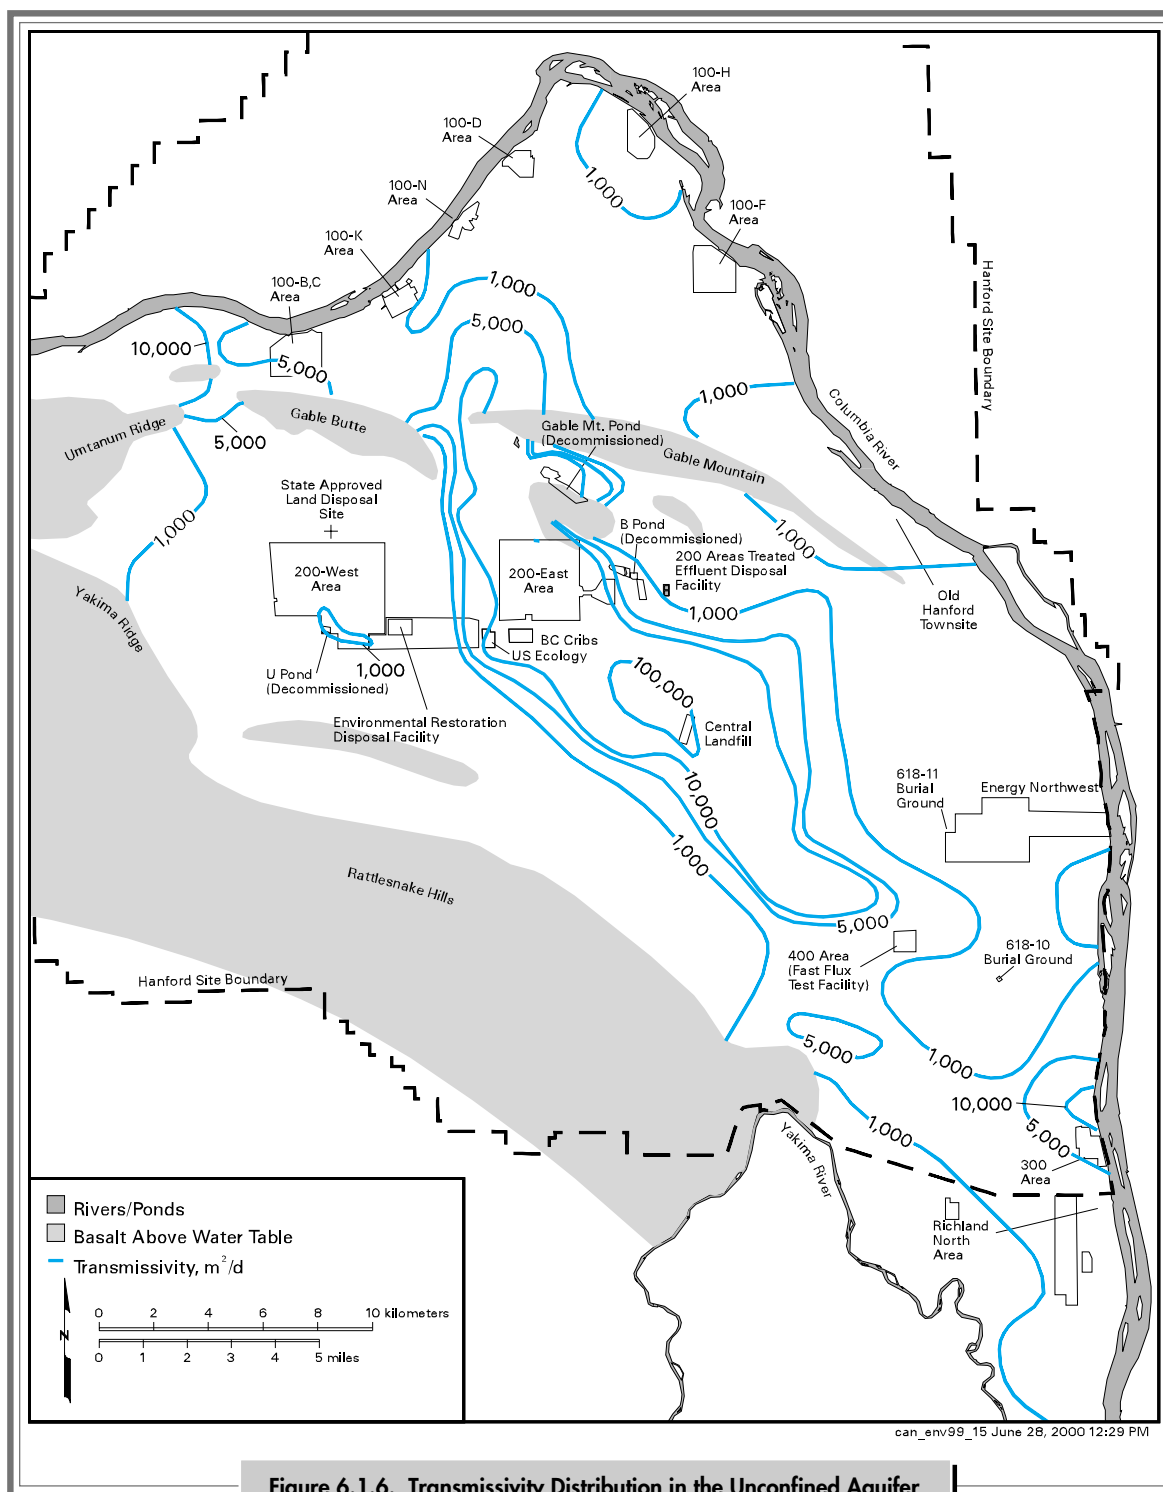 100-H
Area
100-D
Area
1,000
100-N
Area
100-F
Area
100-K
Area
Hanford Site Boundary
100-B,C
Area
1,000
5,000
10,000
5,000
1,000
Columbia River
Umtanum Ridge
5,000
Gable Butte
Gable Mt. Pond
(Decommissioned)
Gable Mountain
State Approved
Land Disposal
Site
1,000
1,000
B Pond
(Decommissioned)
200-West
Area
200-East
Area
200 Areas Treated
Effluent Disposal
Facility
Old
Hanford
Townsite
Yakima Ridge
1,000
BC Cribs
US Ecology
U Pond
(Decommissioned)
1,000
100,000
Environmental Restoration
Disposal Facility
Central
Landfill
618-11
Burial
Ground
Energy Northwest
10,000
1,000
Rattlesnake Hills
5,000
400 Area
(Fast Flux
Test Facility)
618-10
Burial Ground
Hanford Site Boundary
5,000
1,000
10,000
1,000
5,000
Yakima River
300
Area
Richland
North
Area
Rivers/Ponds
Basalt Above Water Table
Transmissivity, m²/d
N
0 2 4 6 8 10 kilometers
0 1 2 3 4 5 miles
can_env99_15 June 28, 2000 12:29 PM
Figure 6.1.6. Transmissivity Distribution in the Unconfined Aquifer